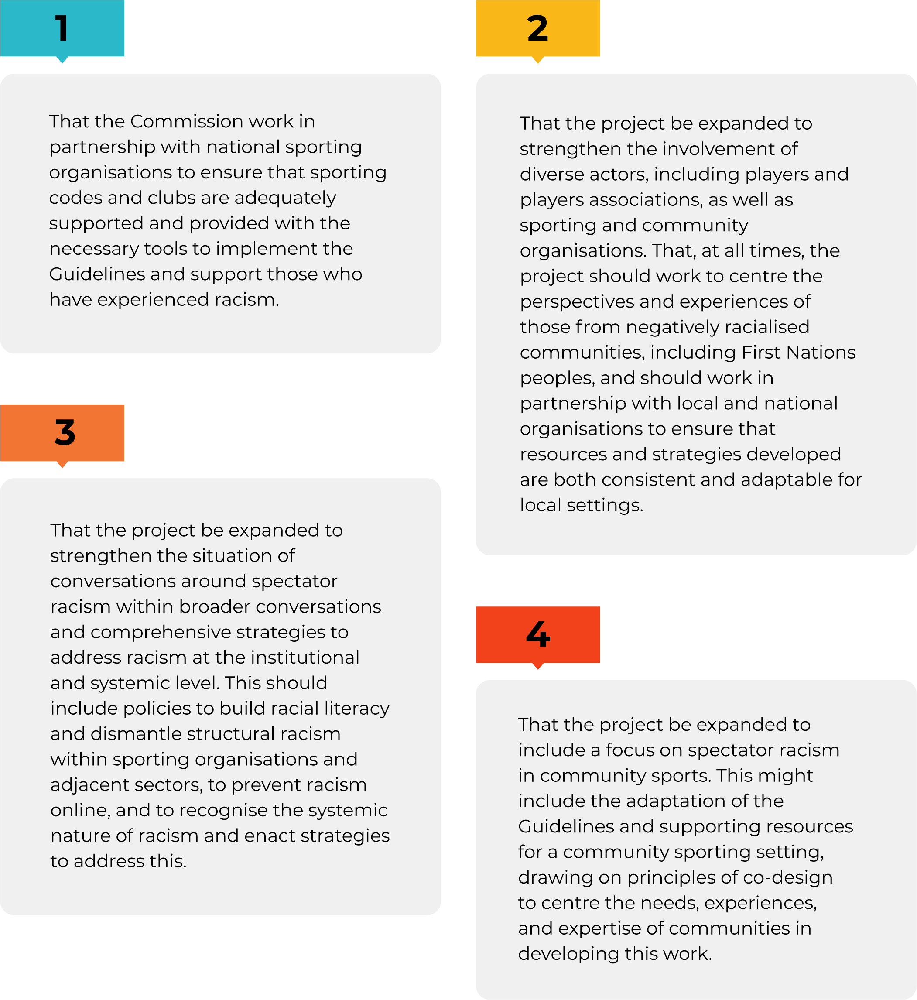 1
That the Commission work in
partnership with national sporting
organisations to ensure that sporting
codes and clubs are adequately
supported and provided with the
necessary tools to implement the
Guidelines and support those who
have experienced racism.
2
That the project be expanded to
strengthen the involvement of
diverse actors, including players and
players associations, as well as
sporting and community
organisations. That, at all times, the
project should work to centre the
perspectives and experiences of
those from negatively racialised
communities, including First Nations
peoples, and should work in
partnership with local and national
organisations to ensure that
resources and strategies developed
are both consistent and adaptable for
local settings.
3
That the project be expanded to
strengthen the situation of
conversations around spectator
racism within broader conversations
and comprehensive strategies to
address racism at the institutional
and systemic level. This should
include policies to build racial literacy
and dismantle structural racism
within sporting organisations and
adjacent sectors, to prevent racism
online, and to recognise the systemic
nature of racism and enact strategies
to address this.
4
That the project be expanded to
include a focus on spectator racism
in community sports. This might
include the adaptation of the
Guidelines and supporting resources
for a community sporting setting,
drawing on principles of co-design
to centre the needs, experiences,
and expertise of communities in
developing this work.